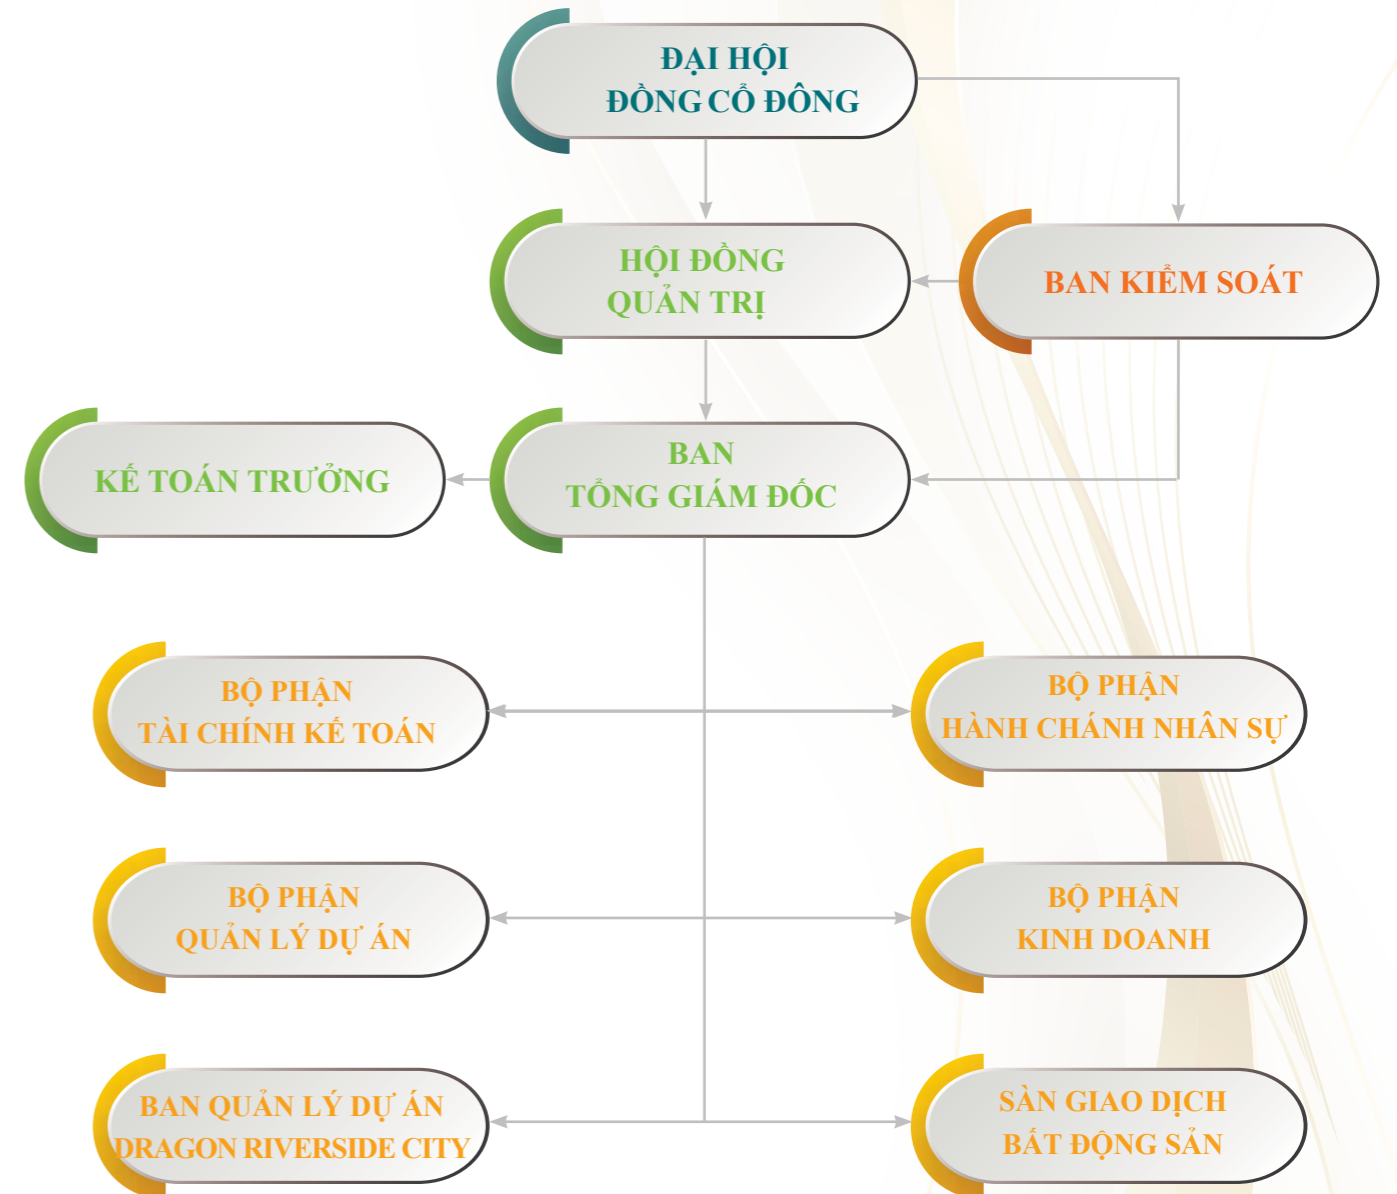 ĐẠI HỘI
ĐỒNG CỔ ĐÔNG
HỘI ĐỒNG
QUẢN TRỊ
BAN KIỂM SOÁT
KẾ TOÁN TRƯỞNG
BAN
TỔNG GIÁM ĐỐC
BỘ PHẬN
TÀI CHÍNH KẾ TOÁN
BỘ PHẬN
HÀNH CHÁNH NHÂN SỰ
BỘ PHẬN
QUẢN LÝ DỰ ÁN
BỘ PHẬN
KINH DOANH
BAN QUẢN LÝ DỰ ÁN
DRAGON RIVERSIDE CITY
SÀN GIAO DỊCH
BẤT ĐỘNG SẢN